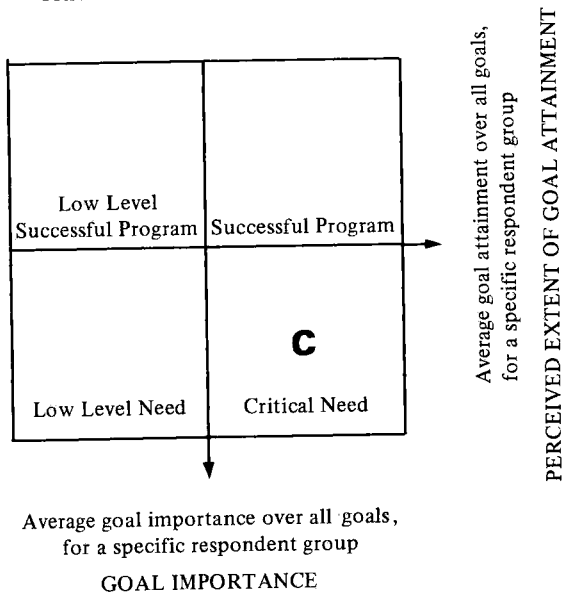 Low Level
Successful Program
Successful Program
C
Low Level Need
Critical Need
Average goal importance over all goals,
for a specific respondent group
GOAL IMPORTANCE
Average goal attainment over all goals,
for a specific respondent group
PERCEIVED EXTENT OF GOAL ATTAINMENT